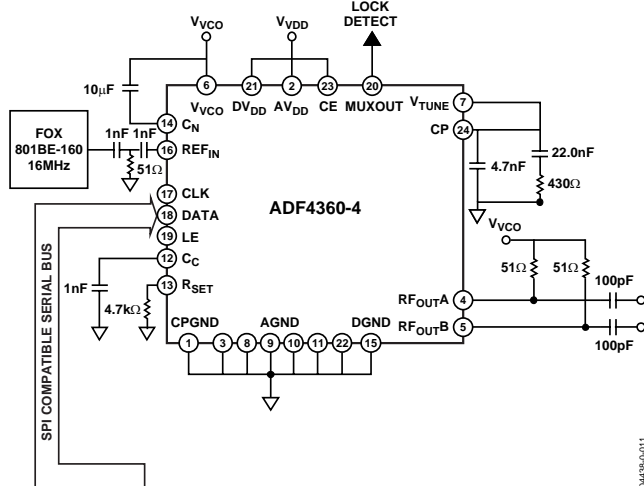 LOCK
DETECT
VVCO
VVDD
10µF
6
21
2
23
20
VVCO
DVDD
AVDD
CE
MUXOUT
VTUNE
7
14
CN
CP
24
FOX
801BE-160
16MHz
1nF
1nF
16
REFIN
51Ω
4.7nF
22.0nF
430Ω
17
CLK
18
DATA
19
LE
12
CC
13
RSET
ADF4360-4
VVCO
51Ω
51Ω
100pF
RFOUTA
4
RFOUTB
5
100pF
1nF
4.7kΩ
CPGND
AGND
DGND
1
3
8
9
10
11
22
15
SPI COMPATIBLE SERIAL BUS
04438-0-011